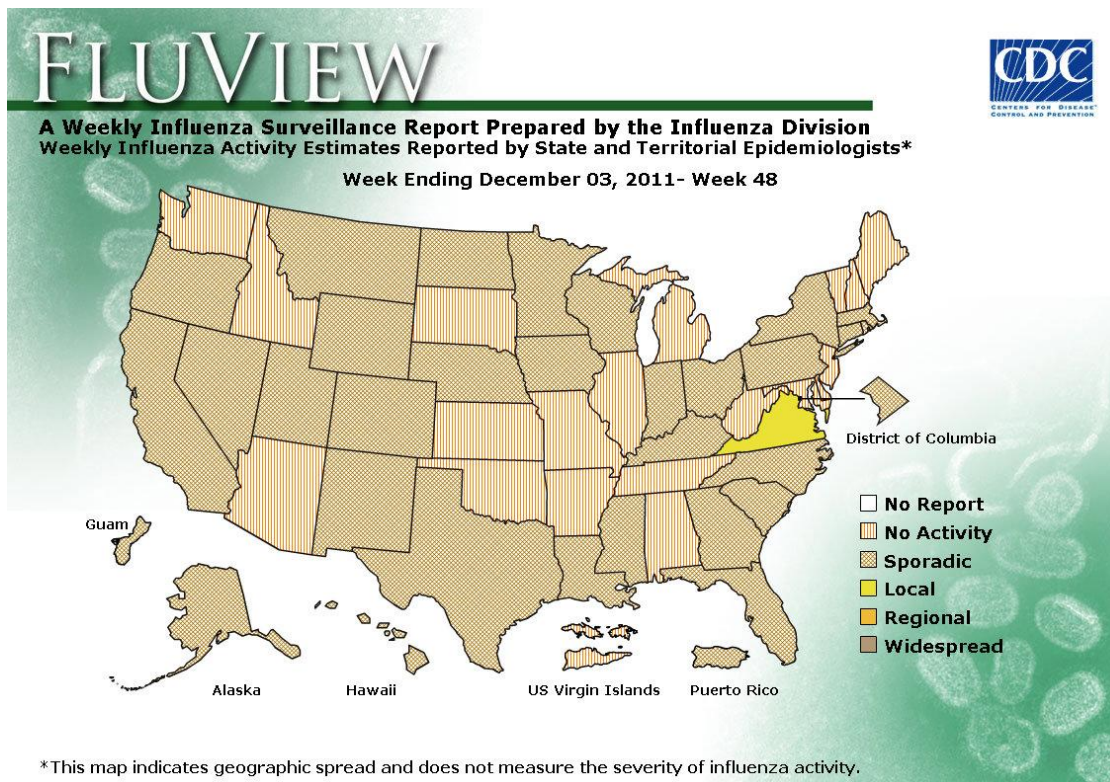 FLUVIEW
CDC
CENTERS FOR DISEASE™
CONTROL AND PREVENTION
A Weekly Influenza Surveillance Report Prepared by the Influenza Division
Weekly Influenza Activity Estimates Reported by State and Territorial Epidemiologists*
Week Ending December 03, 2011- Week 48
District of Columbia
No Report
Guam
No Activity
Sporadic
Local
Regional
Widespread
Alaska
Hawaii
US Virgin Islands
Puerto Rico
*This map indicates geographic spread and does not measure the severity of influenza activity.